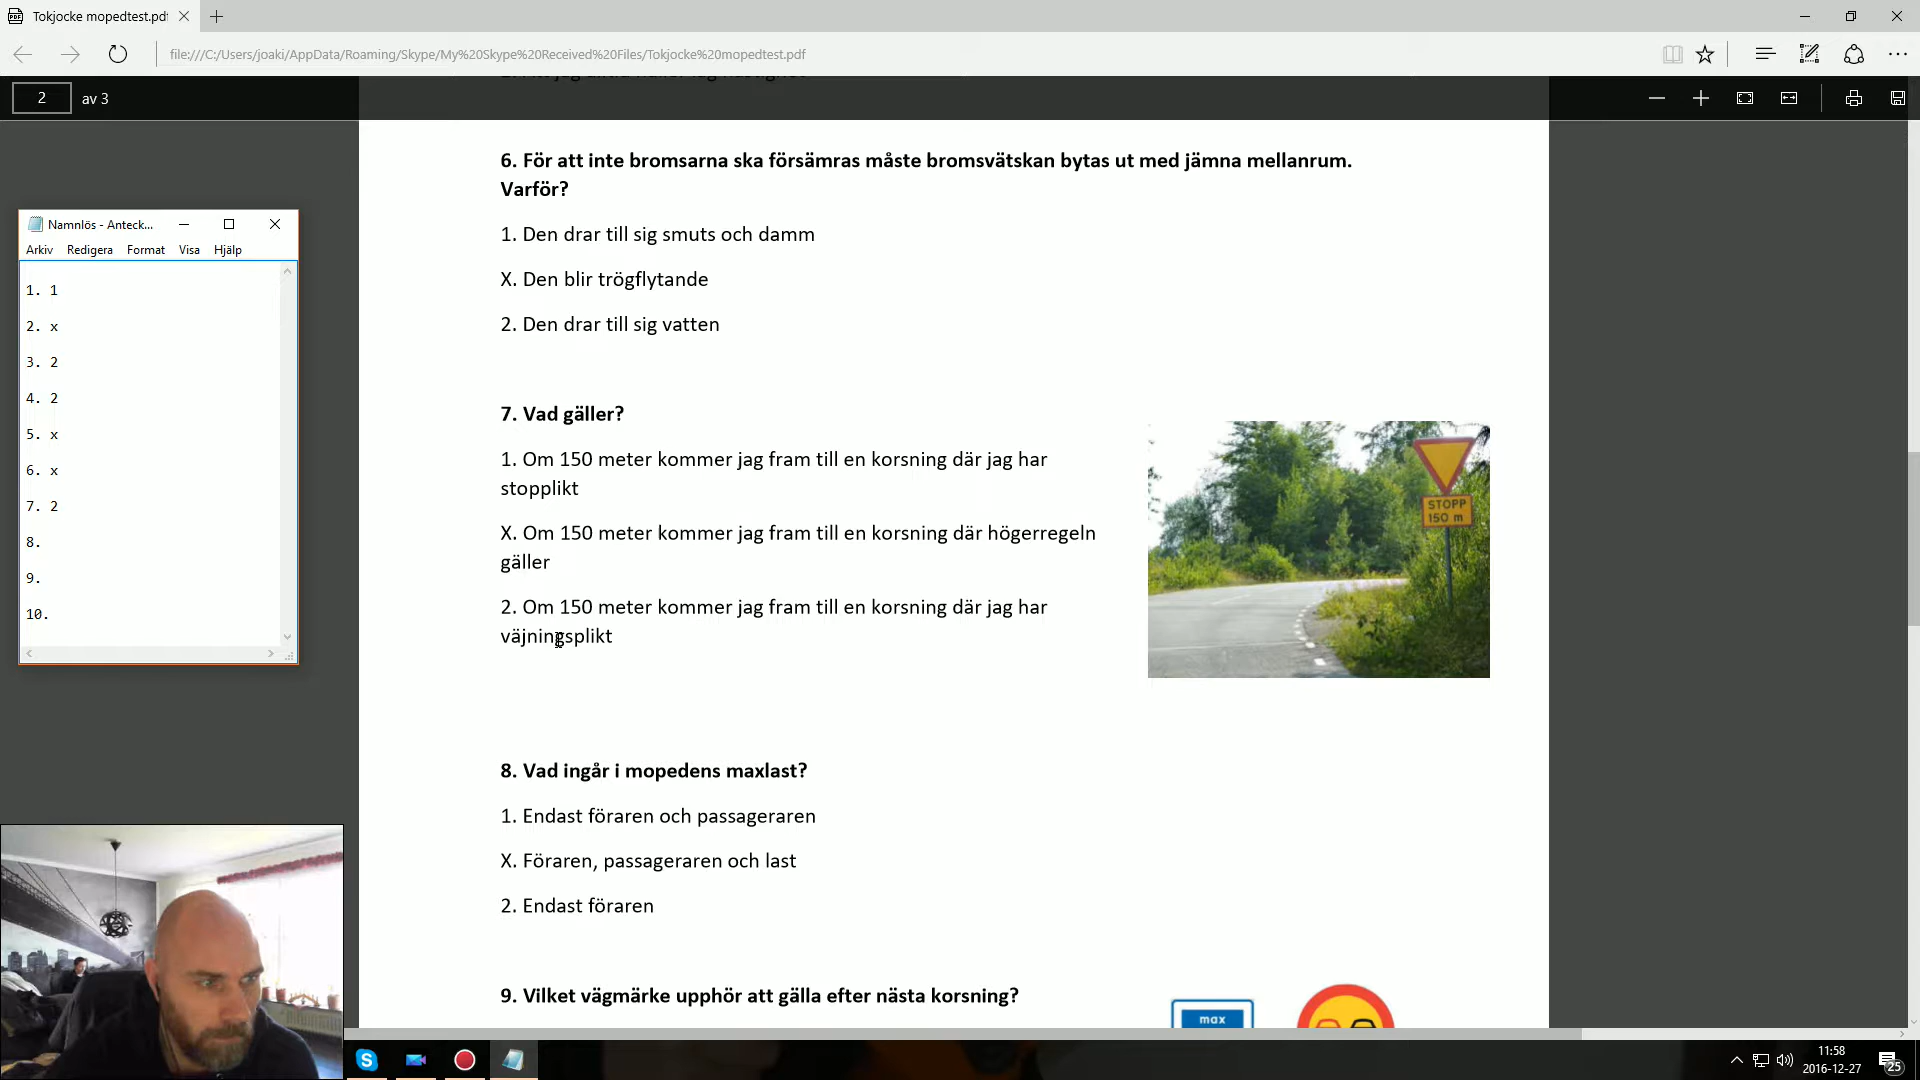 Tokjocke mopedtest.pdf
file:///C:/Users/joaki/AppData/Roaming/Skype/My%20Skype%20Received%20Files/Tokjocke%20mopedtest.pdf
2 av 3
6. För att inte bromsarna ska försämras måste bromsvätskan bytas ut med jämna mellanrum.
Varför?
1. Den drar till sig smuts och damm
X. Den blir trögflytande
2. Den drar till sig vatten
Namnlös - Anteck...
Arkiv Redigera Format Visa Hjälp
1. 1
2. x
3. 2
4. 2
5. x
6. x
7. 2
8.
9.
10.
7. Vad gäller?
1. Om 150 meter kommer jag fram till en korsning där jag har
stopplikt
X. Om 150 meter kommer jag fram till en korsning där högerregeln
gäller
2. Om 150 meter kommer jag fram till en korsning där jag har
väjningsplikt
STOPP
150 m
8. Vad ingår i mopedens maxlast?
1. Endast föraren och passageraren
X. Föraren, passageraren och last
2. Endast föraren
9. Vilket vägmärke upphör att gälla efter nästa korsning?
max
11:58
2016-12-27
25